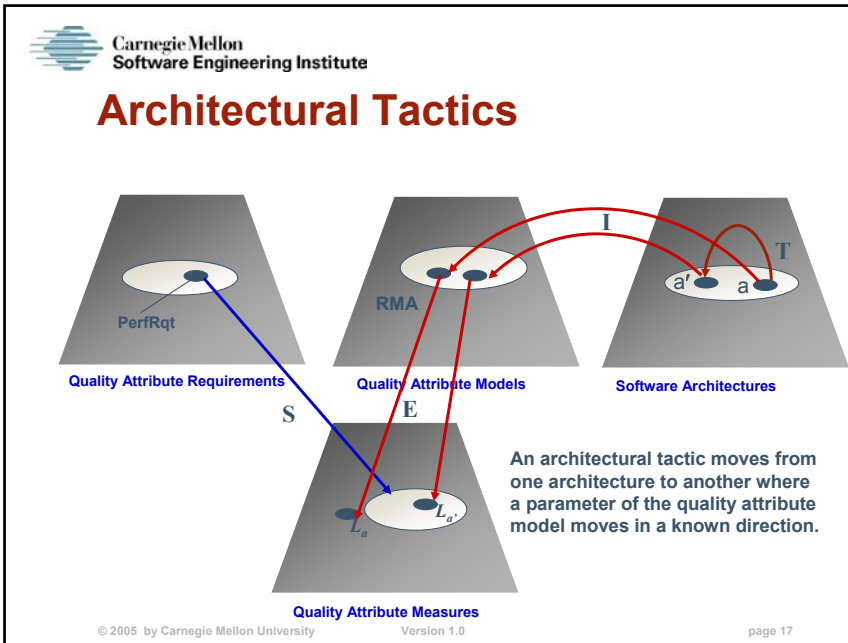 Carnegie Mellon
Software Engineering Institute
Architectural Tactics
I
T
a′
a
RMA
PerfRqt
Quality Attribute Requirements
Quality Attribute Models
Software Architectures
S
E
An architectural tactic moves from
one architecture to another where
a parameter of the quality attribute
model moves in a known direction.
La
La’
Quality Attribute Measures
© 2005 by Carnegie Mellon University
Version 1.0
page 17